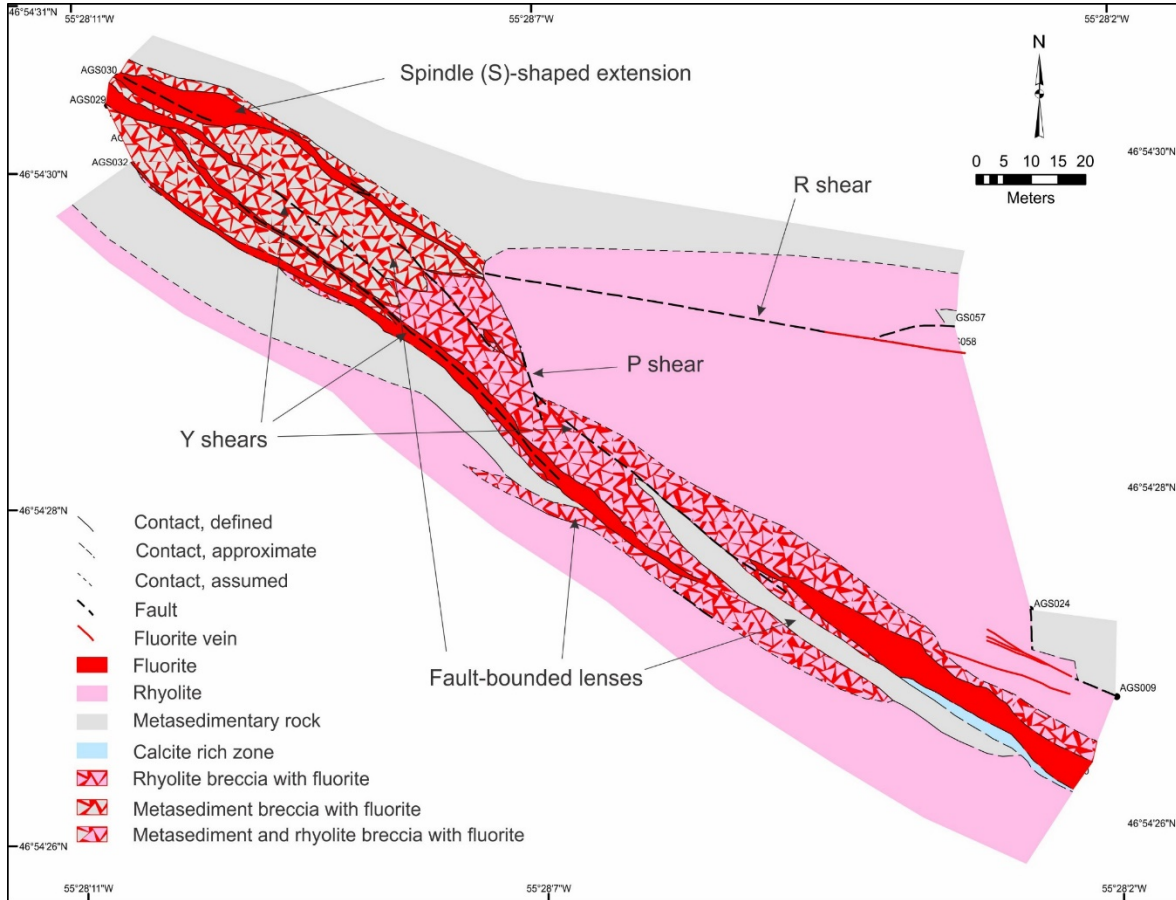 46°54'31"N
55°28'11"W
55°28'7"W
55°28'2"W
N
AGS030
Spindle (S)-shaped extension
AGS029
46°54'30"N
AGS032
46°54'30"N
0 5 10 15 20
Meters
R shear
GS057
S058
P shear
Y shears
46°54'28"N
46°54'28"N
Contact, defined
Contact, approximate
Contact, assumed
Fault
Fluorite vein
Fluorite
Rhyolite
Metasedimentary rock
Calcite rich zone
Rhyolite breccia with fluorite
Metasediment breccia with fluorite
Metasediment and rhyolite breccia with fluorite
Fault-bounded lenses
AGS024
AGS009
46°54'26"N
46°54'26"N
55°28'11"W
55°28'7"W
55°28'2"W